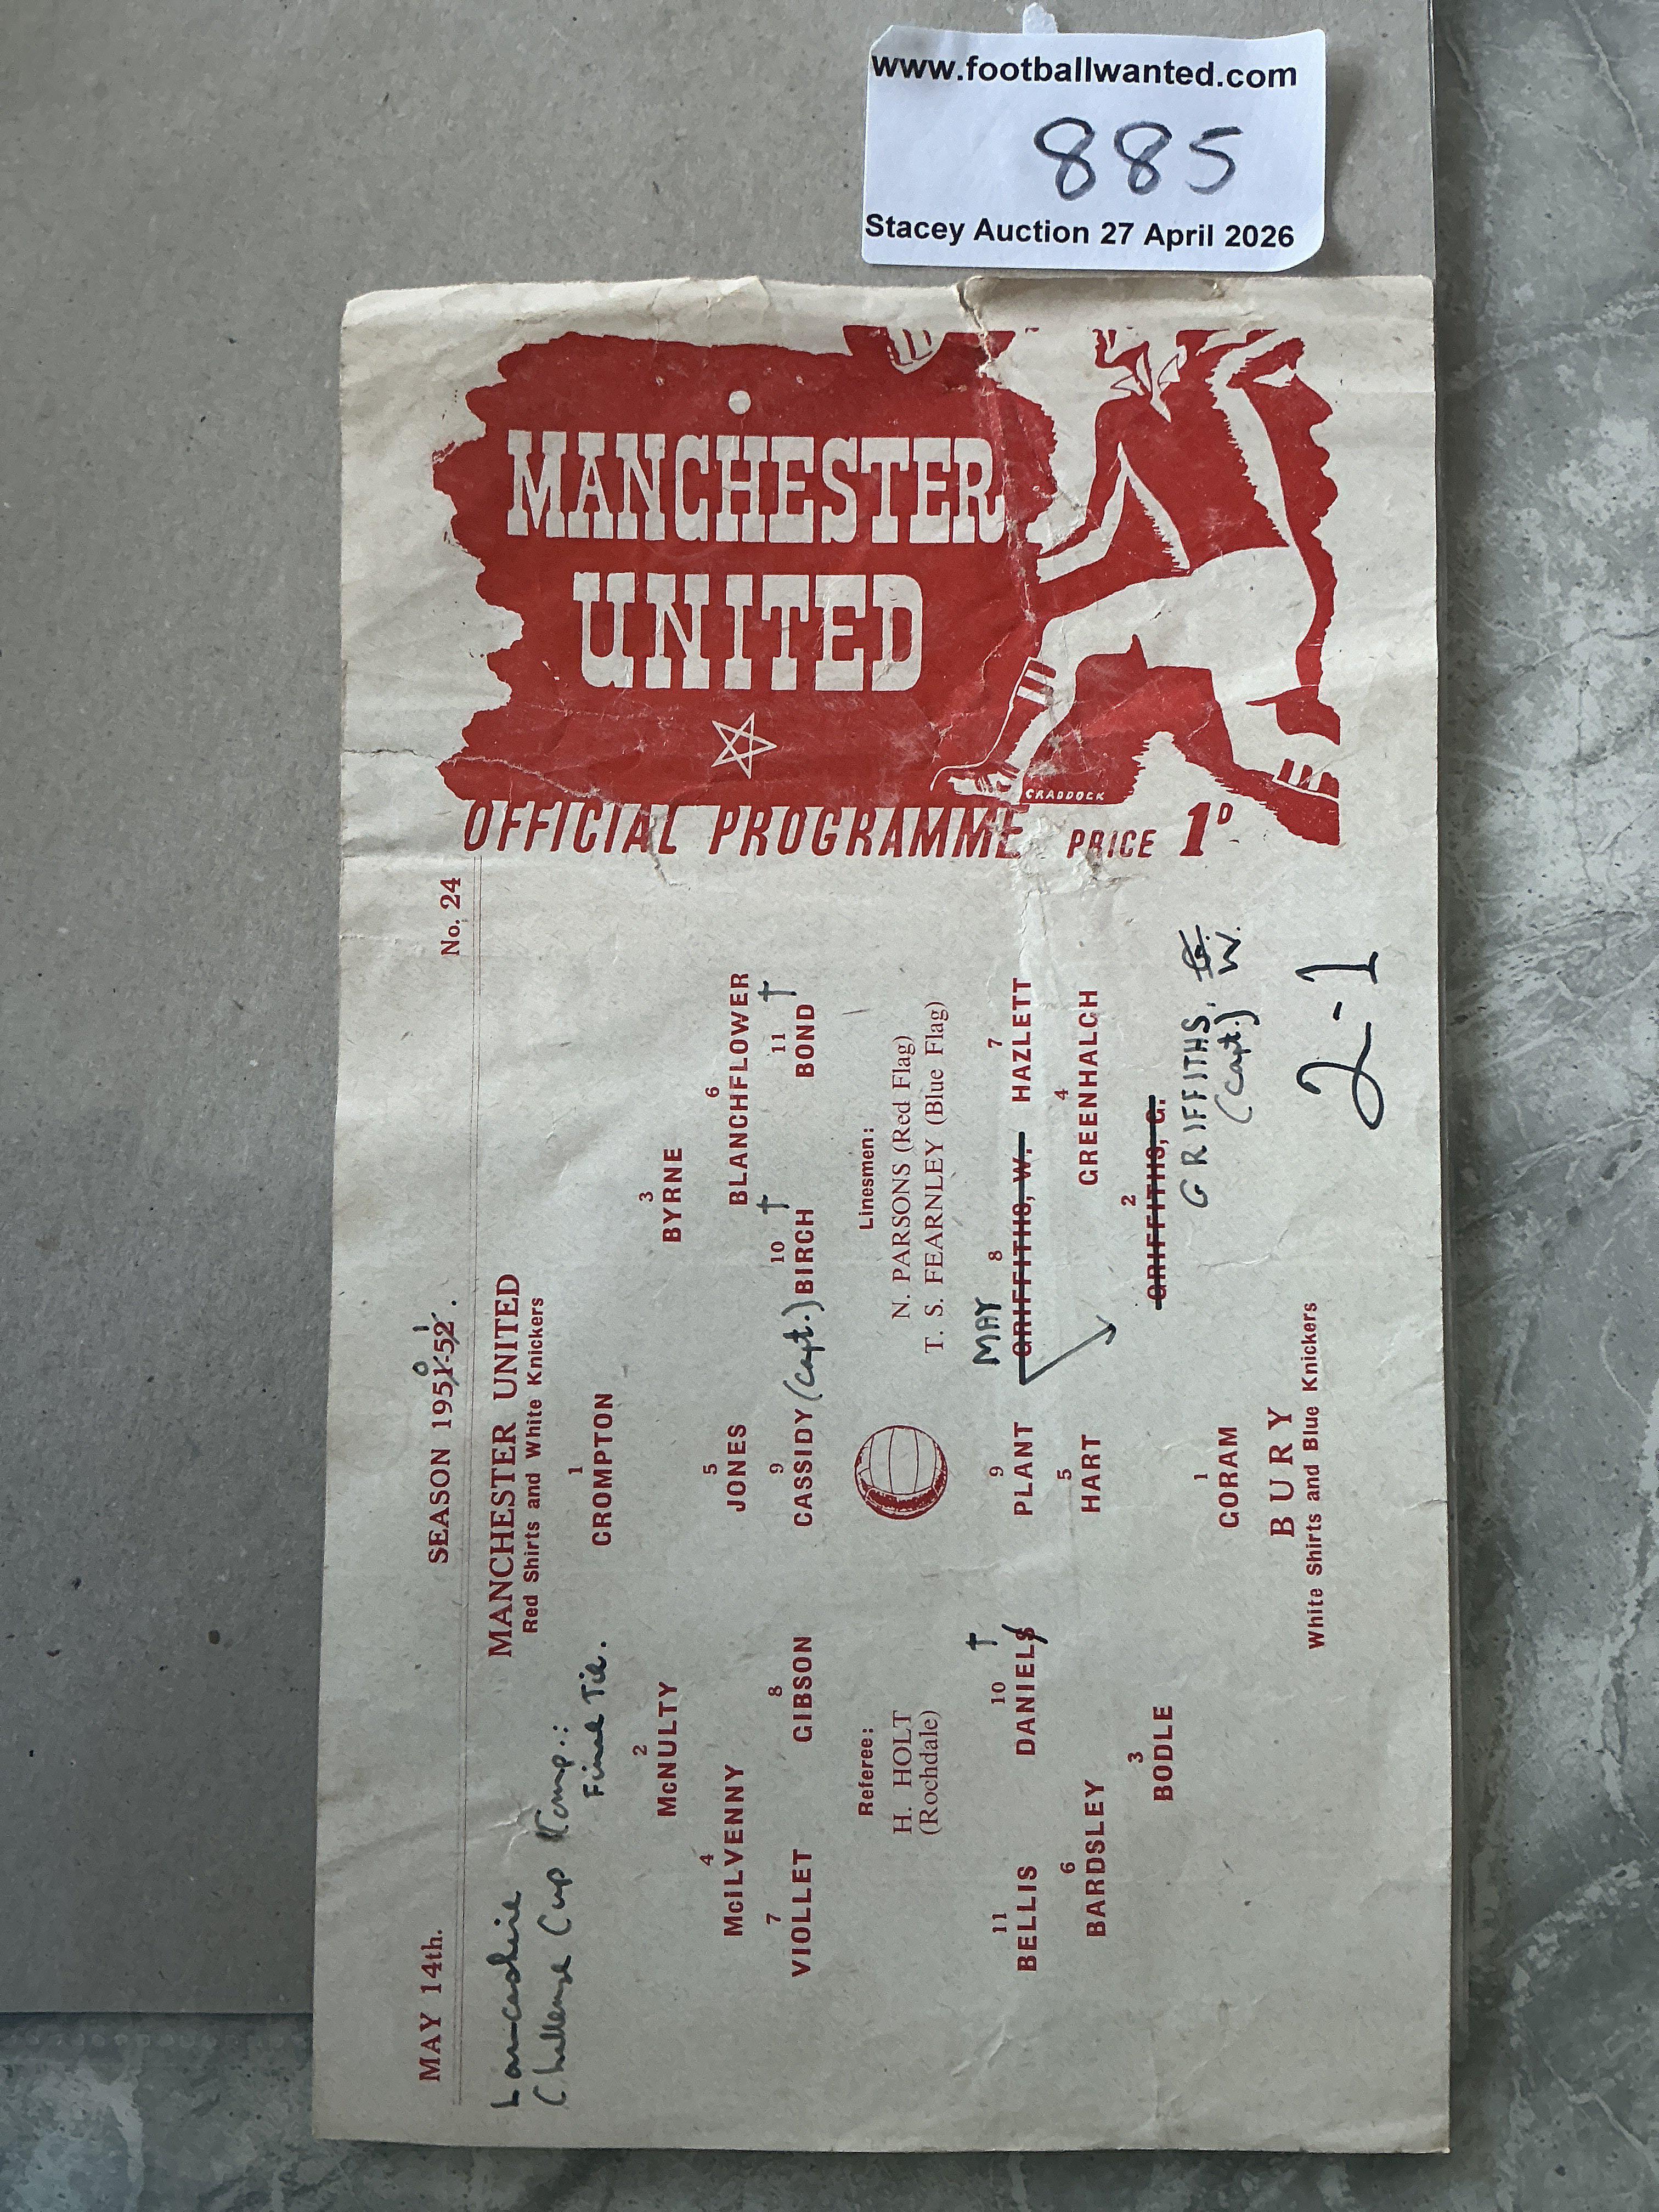 www.footballwanted.com
885
Stacey Auction 27 April 2026
MANCHESTER
UNITED
CRADDOCK
OFFICIAL PROGRAMME PRICE 1D
MAY 14th. SEASON 1951-52 0 1. No. 24
Lancashire
Challenge Cup Comp.:
Final Tie.
MANCHESTER UNITED
Red Shirts and White Knickers
1
CROMPTON
2 3
McNULTY BYRNE
4 5 6
McILVENNY JONES BLANCHFLOWER
7 8 9 10 † 11 †
VIOLLET GIBSON CASSIDY (Capt.) BIRCH BOND
Referee: Linesmen:
H. HOLT N. PARSONS (Red Flag)
(Rochdale) T. S. FEARNLEY (Blue Flag)
MAY
11 10 † 9 8 7
BELLIS DANIELS PLANT GRIFFITHS, W. HAZLETT
6 5 4
BARDSLEY HART GREENHALCH
3 2
BODLE GRIFFITHS, G.
GRIFFITHS, G. W.
(Capt.)
1
GORAM
BURY
White Shirts and Blue Knickers
2-1